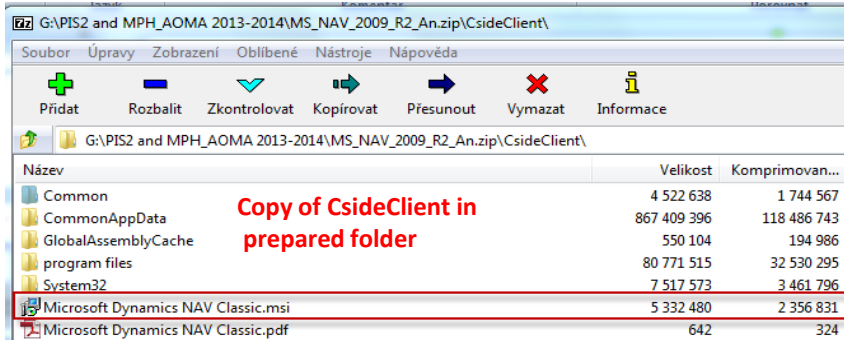 Jazyk Komentář Porovnat
G:\PIS2 and MPH_AOMA 2013-2014\MS_NAV_2009_R2_An.zip\CsideClient\
Soubor Úpravy Zobrazení Oblíbené Nástroje Nápověda
Přidat Rozbalit Zkontrolovat Kopírovat Přesunout Vymazat Informace
G:\PIS2 and MPH_AOMA 2013-2014\MS_NAV_2009_R2_An.zip\CsideClient\
Název Velikost Komprimovan...
Common 4 522 638 1 744 567
CommonAppData 867 409 396 118 486 743
GlobalAssemblyCache 550 104 194 986
program files 80 771 515 32 530 295
System32 7 517 573 3 461 796
Microsoft Dynamics NAV Classic.msi 5 332 480 2 356 831
Microsoft Dynamics NAV Classic.pdf 642 324
Copy of CsideClient in
prepared folder